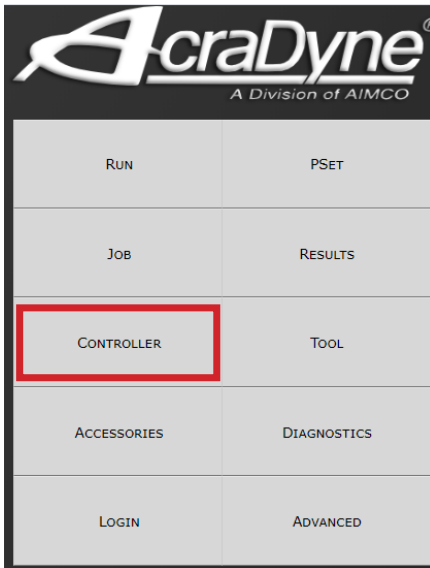 AcraDyne®
A Division of AIMCO
RUN PSET
JOB RESULTS
CONTROLLER TOOL
ACCESSORIES DIAGNOSTICS
LOGIN ADVANCED